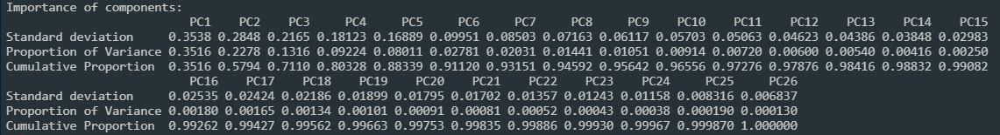 Importance of components:
PC1 PC2 PC3 PC4 PC5 PC6 PC7 PC8 PC9 PC10 PC11 PC12 PC13 PC14 PC15
Standard deviation 0.3538 0.2848 0.2165 0.18123 0.16889 0.09951 0.08503 0.07163 0.06117 0.05703 0.05063 0.04623 0.04386 0.03848 0.02983
Proportion of Variance 0.3516 0.2278 0.1316 0.09224 0.08011 0.02781 0.02031 0.01441 0.01051 0.00914 0.00720 0.00600 0.00540 0.00416 0.00250
Cumulative Proportion 0.3516 0.5794 0.7110 0.80328 0.88339 0.91120 0.93151 0.94592 0.95642 0.96556 0.97276 0.97876 0.98416 0.98832 0.99082
PC16 PC17 PC18 PC19 PC20 PC21 PC22 PC23 PC24 PC25 PC26
Standard deviation 0.02535 0.02424 0.02186 0.01899 0.01795 0.01702 0.01357 0.01243 0.01158 0.008316 0.006837
Proportion of Variance 0.00180 0.00165 0.00134 0.00101 0.00091 0.00081 0.00052 0.00043 0.00038 0.000190 0.000130
Cumulative Proportion 0.99262 0.99427 0.99562 0.99663 0.99753 0.99835 0.99886 0.99930 0.99967 0.999870 1.000000